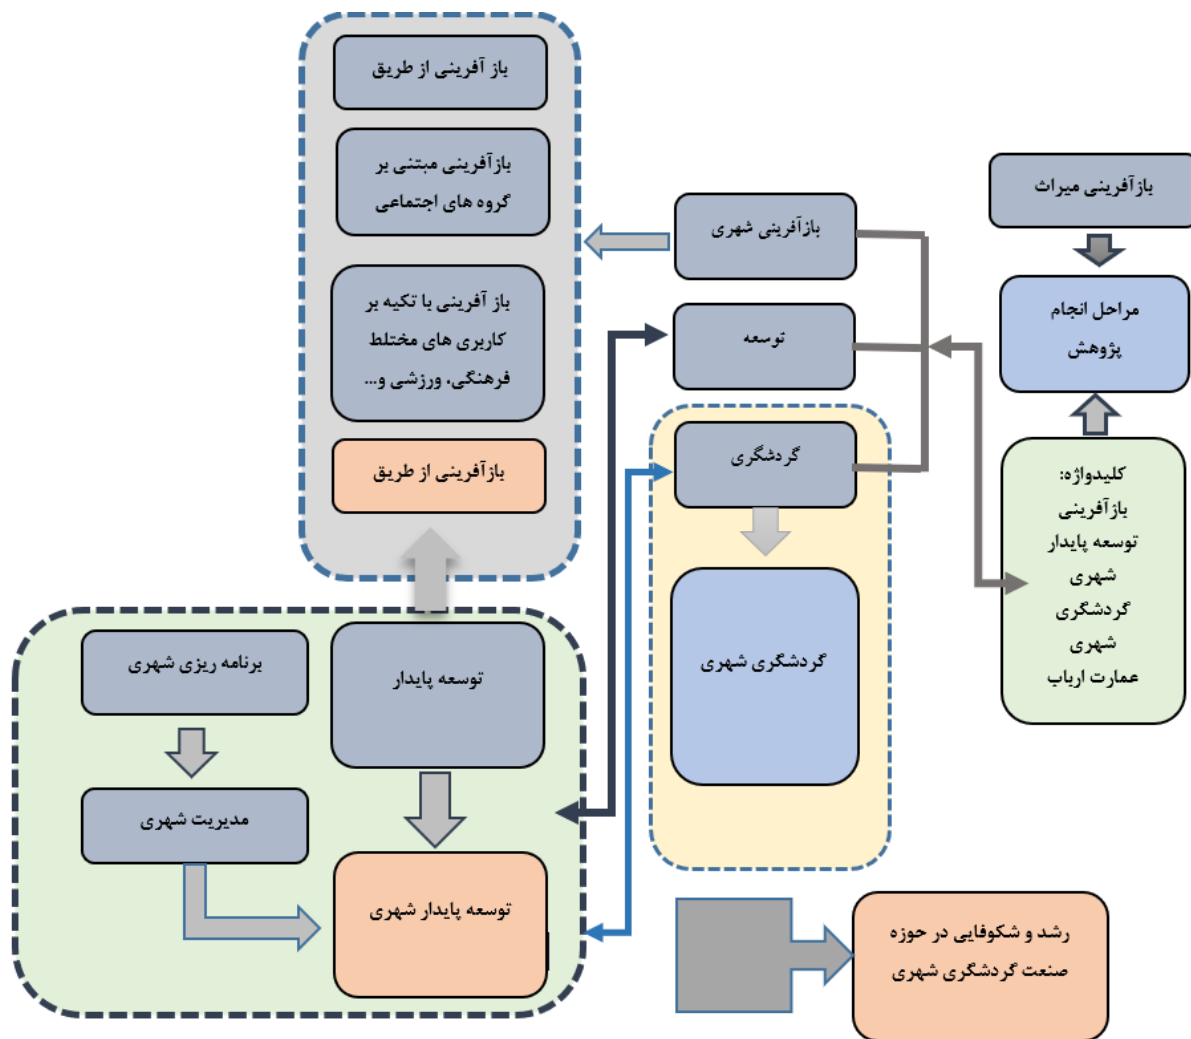 باز آفرینی از طریق
بازآفرینی مبتنی بر
گروه های اجتماعی
باز آفرینی با تکیه بر
کاربری های مختلط
فرهنگی، ورزشی و...
بازآفرینی از طریق
بازآفرینی شهری
توسعه
گردشگری
گردشگری شهری
بازآفرینی میراث
مراحل انجام
پژوهش
کلیدواژه:
بازآفرینی
توسعه پایدار
شهری
گردشگری
شهری
عمارت ارباب
برنامه ریزی شهری
مدیریت شهری
توسعه پایدار
توسعه پایدار شهری
رشد و شکوفایی در حوزه
صنعت گردشگری شهری